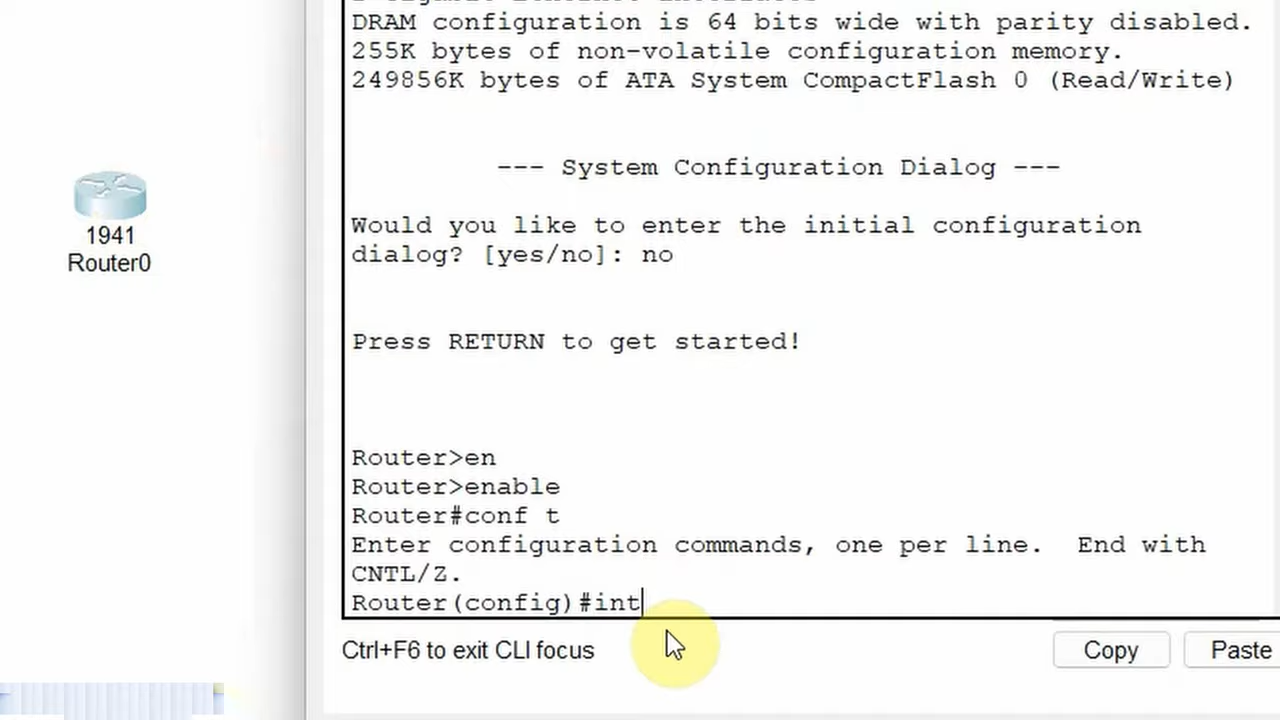 DRAM configuration is 64 bits wide with parity disabled.
255K bytes of non-volatile configuration memory.
249856K bytes of ATA System CompactFlash 0 (Read/Write)
--- System Configuration Dialog ---
Would you like to enter the initial configuration
dialog? [yes/no]: no
Press RETURN to get started!
Router>en
Router>enable
Router#conf t
Enter configuration commands, one per line.  End with
CNTL/Z.
Router(config)#int
Ctrl+F6 to exit CLI focus
Copy
Paste
1941
Router0